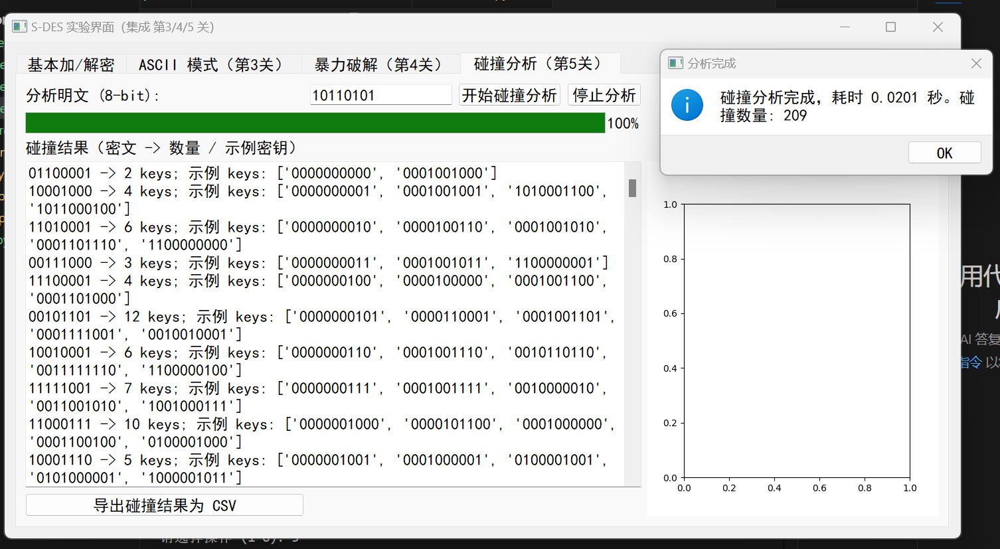 S-DES 实验界面（集成 第3/4/5 关）
基本加/解密
ASCII 模式（第3关）
暴力破解（第4关）
碰撞分析（第5关）
分析明文 (8-bit):
10110101
开始碰撞分析
停止分析
100%
碰撞结果（密文 -> 数量 / 示例密钥）
01100001 -> 2 keys; 示例 keys: ['0000000000', '0001001000']
10001000 -> 4 keys; 示例 keys: ['0000000001', '0001001001', '1010001100',
'1011000100']
11010001 -> 6 keys; 示例 keys: ['0000000010', '0000100110', '0001001010',
'0001101110', '1100000000']
00111000 -> 3 keys; 示例 keys: ['0000000011', '0001001011', '1100000001']
11100001 -> 4 keys; 示例 keys: ['0000000100', '0000100000', '0001001100',
'0001101000']
00101101 -> 12 keys; 示例 keys: ['0000000101', '0000110001', '0001001101',
'0001111001', '0010010001']
10010001 -> 6 keys; 示例 keys: ['0000000110', '0001001110', '0010110110',
'0011111110', '1100000100']
11111001 -> 7 keys; 示例 keys: ['0000000111', '0001001111', '0010000010',
'0011001010', '1001000111']
11000111 -> 10 keys; 示例 keys: ['0000001000', '0000101100', '0001000000',
'0001100100', '0100001000']
10001110 -> 5 keys; 示例 keys: ['0000001001', '0001000001', '0100001001',
'0101000001', '1000001011']
导出碰撞结果为 CSV
分析完成
碰撞分析完成，耗时 0.0201 秒。碰
撞数量: 209
OK
1.0
0.8
0.6
0.4
0.2
0.0
0.0 0.2 0.4 0.6 0.8 1.0
用代
AI 答复
指令 以